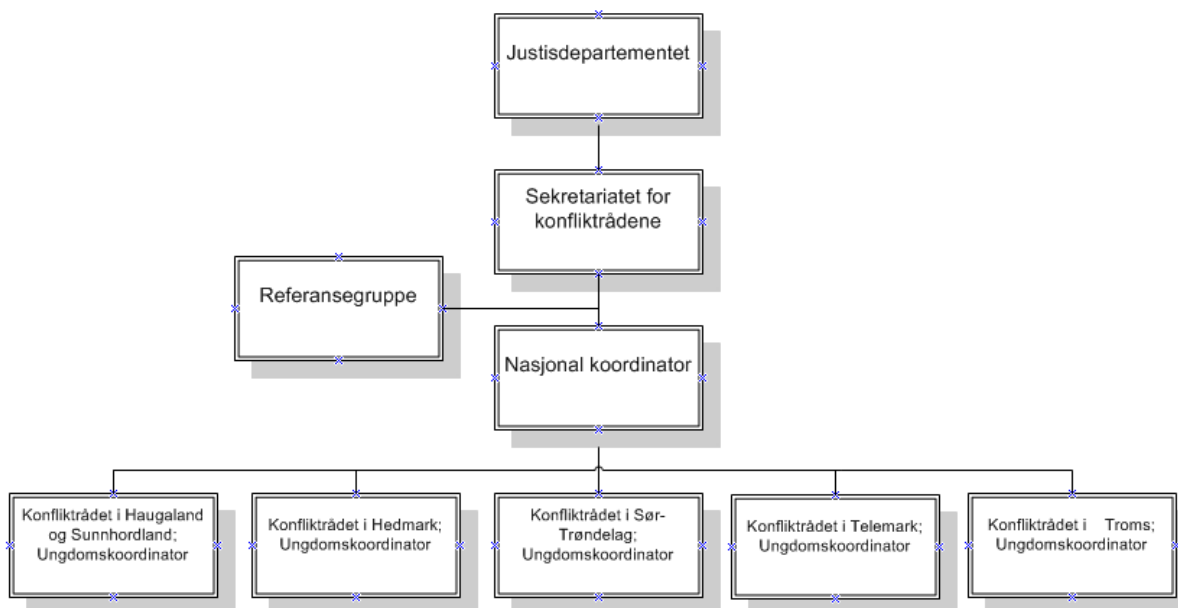 Justisdepartementet
Sekretariatet for
konfliktrådene
Referansegruppe
Nasjonal koordinator
Konfliktrådet i Haugaland
og Sunnhordland;
Ungdomskoordinator
Konfliktrådet i Hedmark;
Ungdomskoordinator
Konfliktrådet i Sør-
Trøndelag;
Ungdomskoordinator
Konfliktrådet i Telemark;
Ungdomskoordinator
Konfliktrådet i Troms;
Ungdomskoordinator